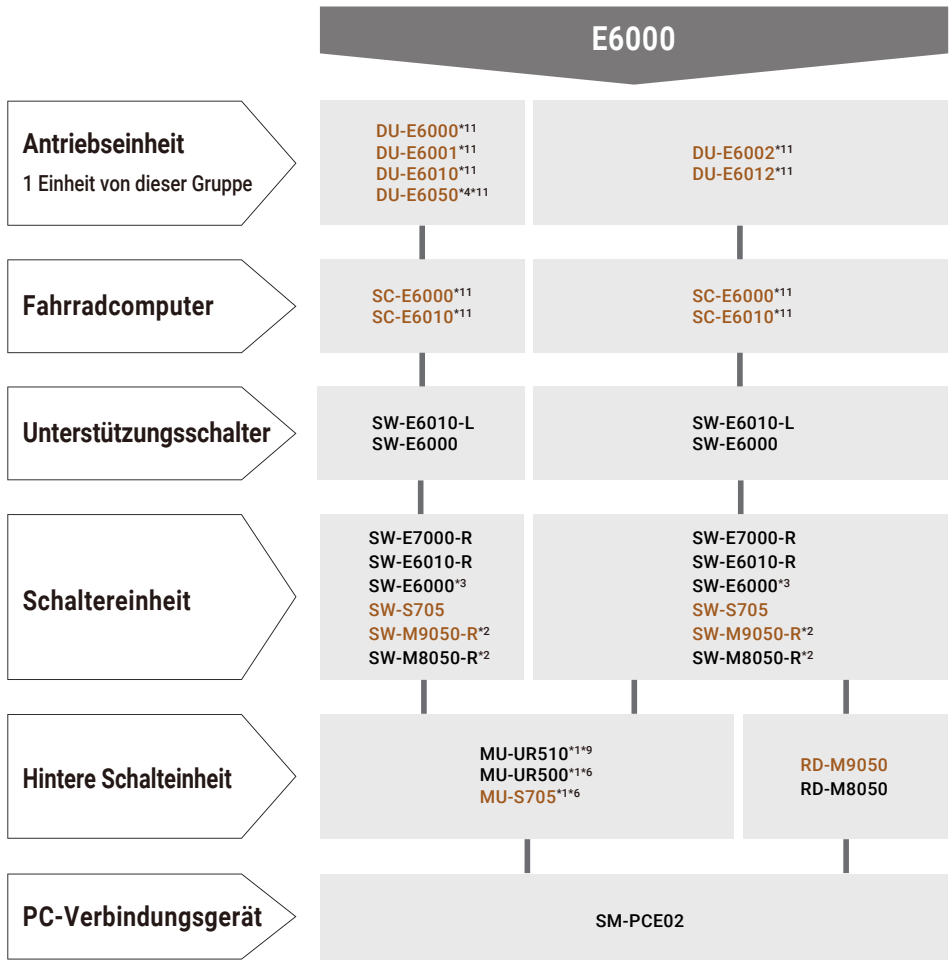 E6000
Antriebseinheit
1 Einheit von dieser Gruppe
DU-E6000*11
DU-E6001*11
DU-E6010*11
DU-E6050*4*11
DU-E6002*11
DU-E6012*11
Fahrradcomputer
SC-E6000*11
SC-E6010*11
SC-E6000*11
SC-E6010*11
Unterstützungsschalter
SW-E6010-L
SW-E6000
SW-E6010-L
SW-E6000
Schaltereinheit
SW-E7000-R
SW-E6010-R
SW-E6000*3
SW-S705
SW-M9050-R*2
SW-M8050-R*2
SW-E7000-R
SW-E6010-R
SW-E6000*3
SW-S705
SW-M9050-R*2
SW-M8050-R*2
Hintere Schalteinheit
MU-UR510*1*9
MU-UR500*1*6
MU-S705*1*6
RD-M9050
RD-M8050
PC-Verbindungsgerät
SM-PCE02